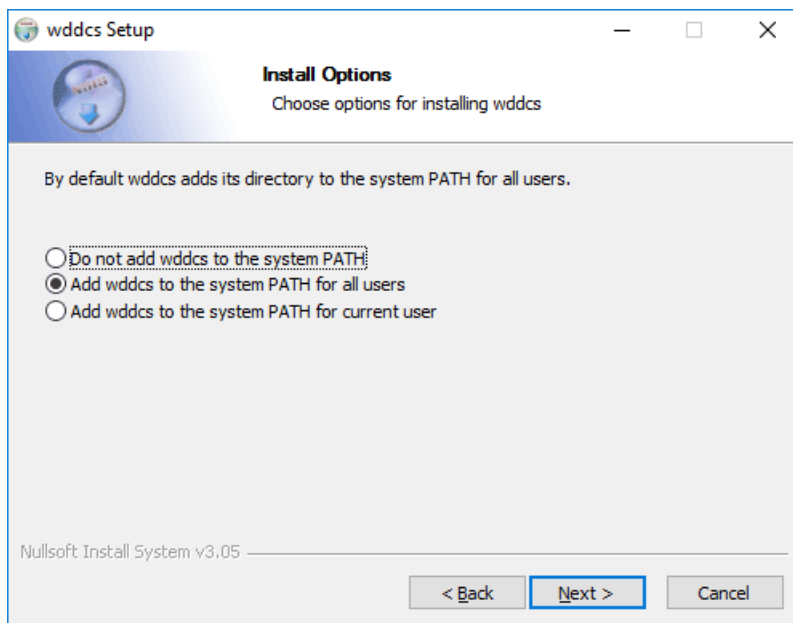 wddcs Setup
Install Options
Choose options for installing wddcs
By default wddcs adds its directory to the system PATH for all users.
Do not add wddcs to the system PATH
Add wddcs to the system PATH for all users
Add wddcs to the system PATH for current user
Nullsoft Install System v3.05
< Back
Next >
Cancel